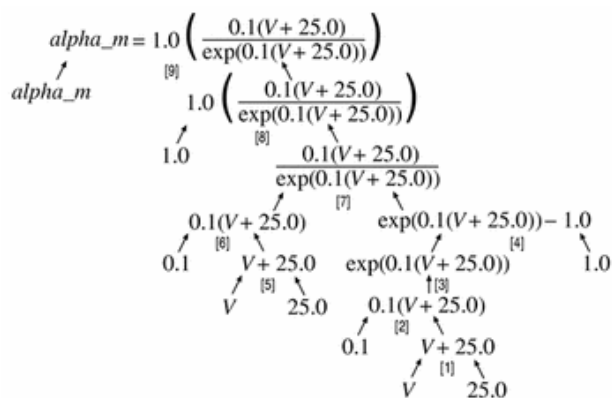 alpha_m = 1.0 ( 0.1(V + 25.0) / exp(0.1(V + 25.0)) )
[9]
alpha_m
1.0 ( 0.1(V + 25.0) / exp(0.1(V + 25.0)) )
[8]
1.0
0.1(V + 25.0) / exp(0.1(V + 25.0))
[7]
0.1(V + 25.0) exp(0.1(V + 25.0)) – 1.0
[6] [4]
0.1 V + 25.0 exp(0.1(V + 25.0)) 1.0
[5] [3]
V 25.0 0.1(V + 25.0)
[2]
0.1 V + 25.0
[1]
V 25.0